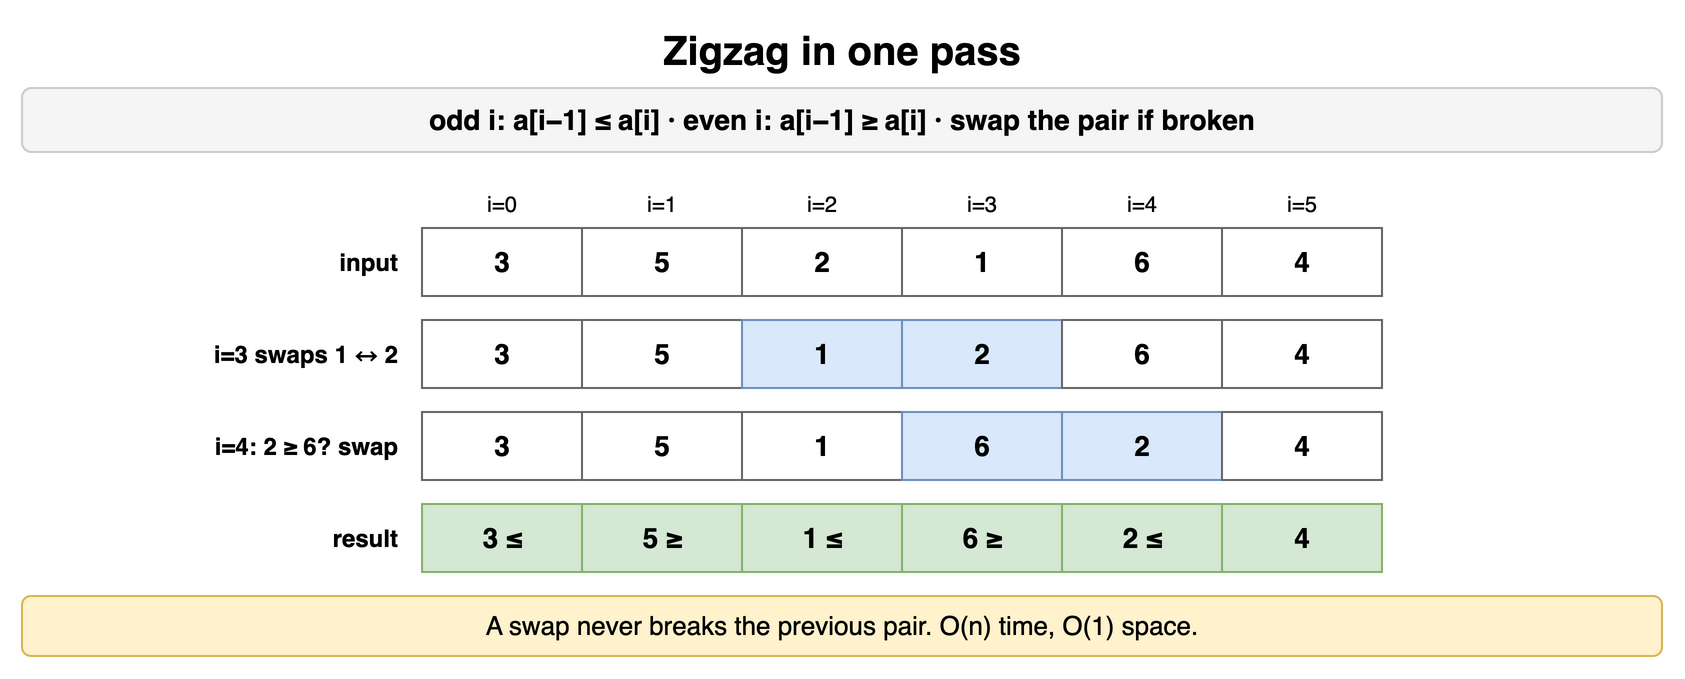 Zigzag in one pass
odd i: a[i−1] ≤ a[i] · even i: a[i−1] ≥ a[i] · swap the pair if broken
i=0 i=1 i=2 i=3 i=4 i=5
input 3 5 2 1 6 4
i=3 swaps 1 ↔ 2 3 5 1 2 6 4
i=4: 2 ≥ 6? swap 3 5 1 6 2 4
result 3 ≤ 5 ≥ 1 ≤ 6 ≥ 2 ≤ 4
A swap never breaks the previous pair. O(n) time, O(1) space.